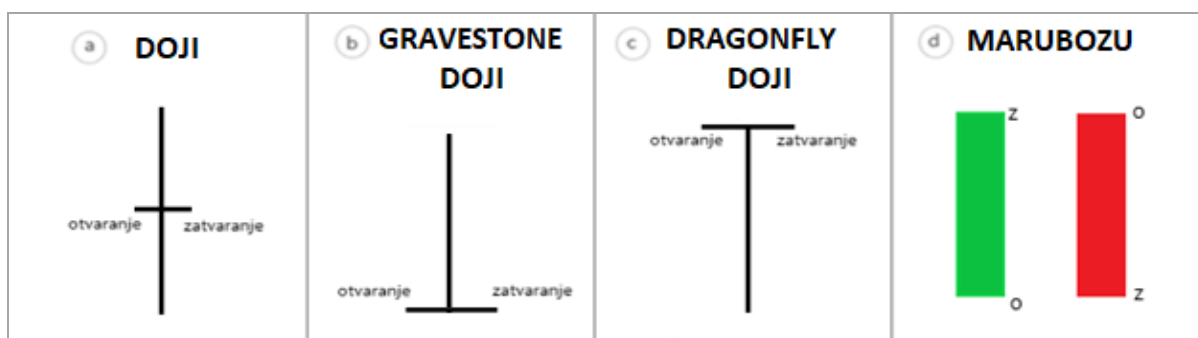 a DOJI
otvaranje zatvaranje
b GRAVESTONE
DOJI
otvaranje zatvaranje
c DRAGONFLY
DOJI
otvaranje zatvaranje
d MARUBOZU
z o
o z